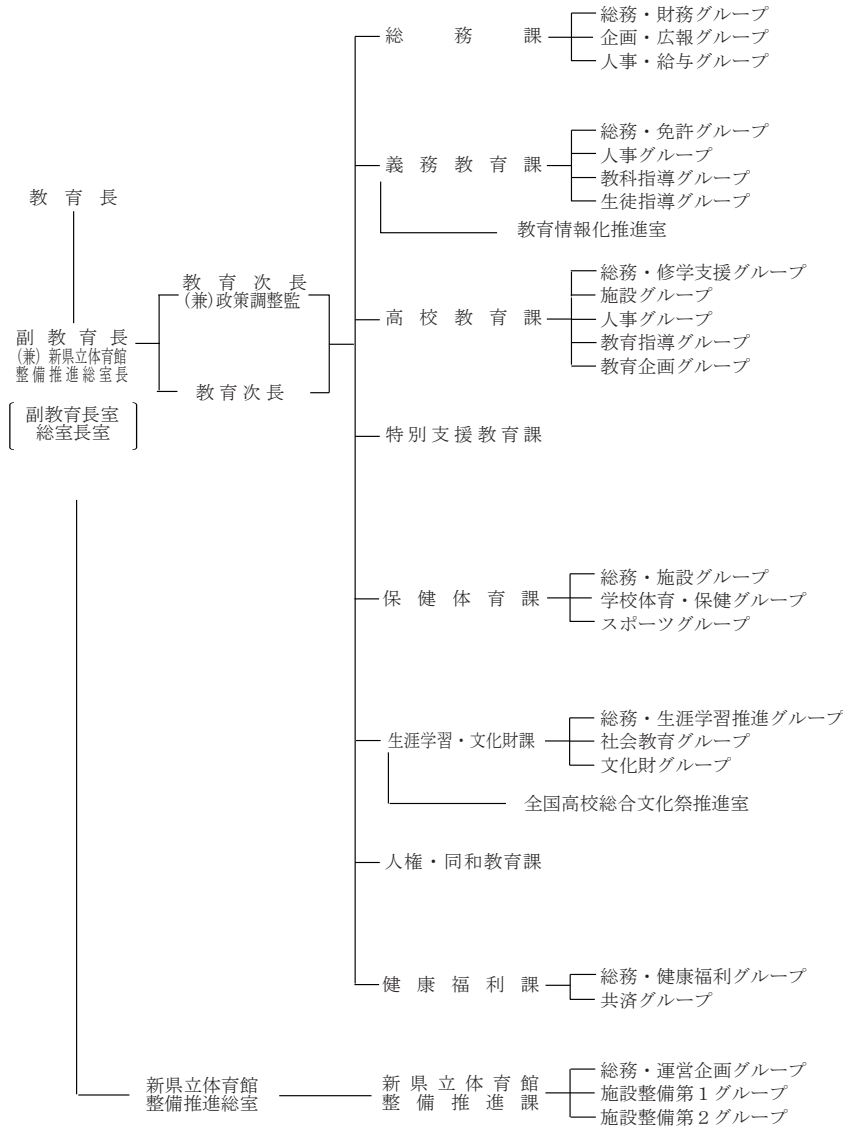 教育長
副教育長
(兼)新県立体育館
整備推進総室長
副教育長室
総室長室
教育次長
(兼)政策調整監
教育次長
総務課
総務・財務グループ
企画・広報グループ
人事・給与グループ
義務教育課
総務・免許グループ
人事グループ
教科指導グループ
生徒指導グループ
教育情報化推進室
高校教育課
総務・修学支援グループ
施設グループ
人事グループ
教育指導グループ
教育企画グループ
特別支援教育課
保健体育課
総務・施設グループ
学校体育・保健グループ
スポーツグループ
生涯学習・文化財課
総務・生涯学習推進グループ
社会教育グループ
文化財グループ
全国高校総合文化祭推進室
人権・同和教育課
健康福利課
総務・健康福利グループ
共済グループ
新県立体育館
整備推進総室
新県立体育館
整備推進課
総務・運営企画グループ
施設整備第1グループ
施設整備第2グループ